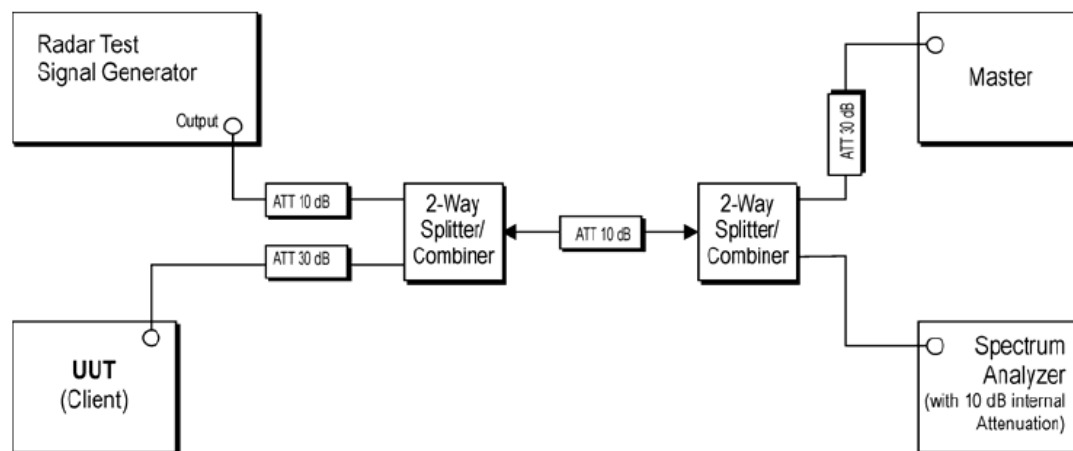 Radar Test
Signal Generator
Output
ATT 10 dB
ATT 30 dB
UUT
(Client)
2-Way
Splitter/
Combiner
ATT 10 dB
2-Way
Splitter/
Combiner
ATT 30 dB
Master
Spectrum
Analyzer
(with 10 dB internal
Attenuation)